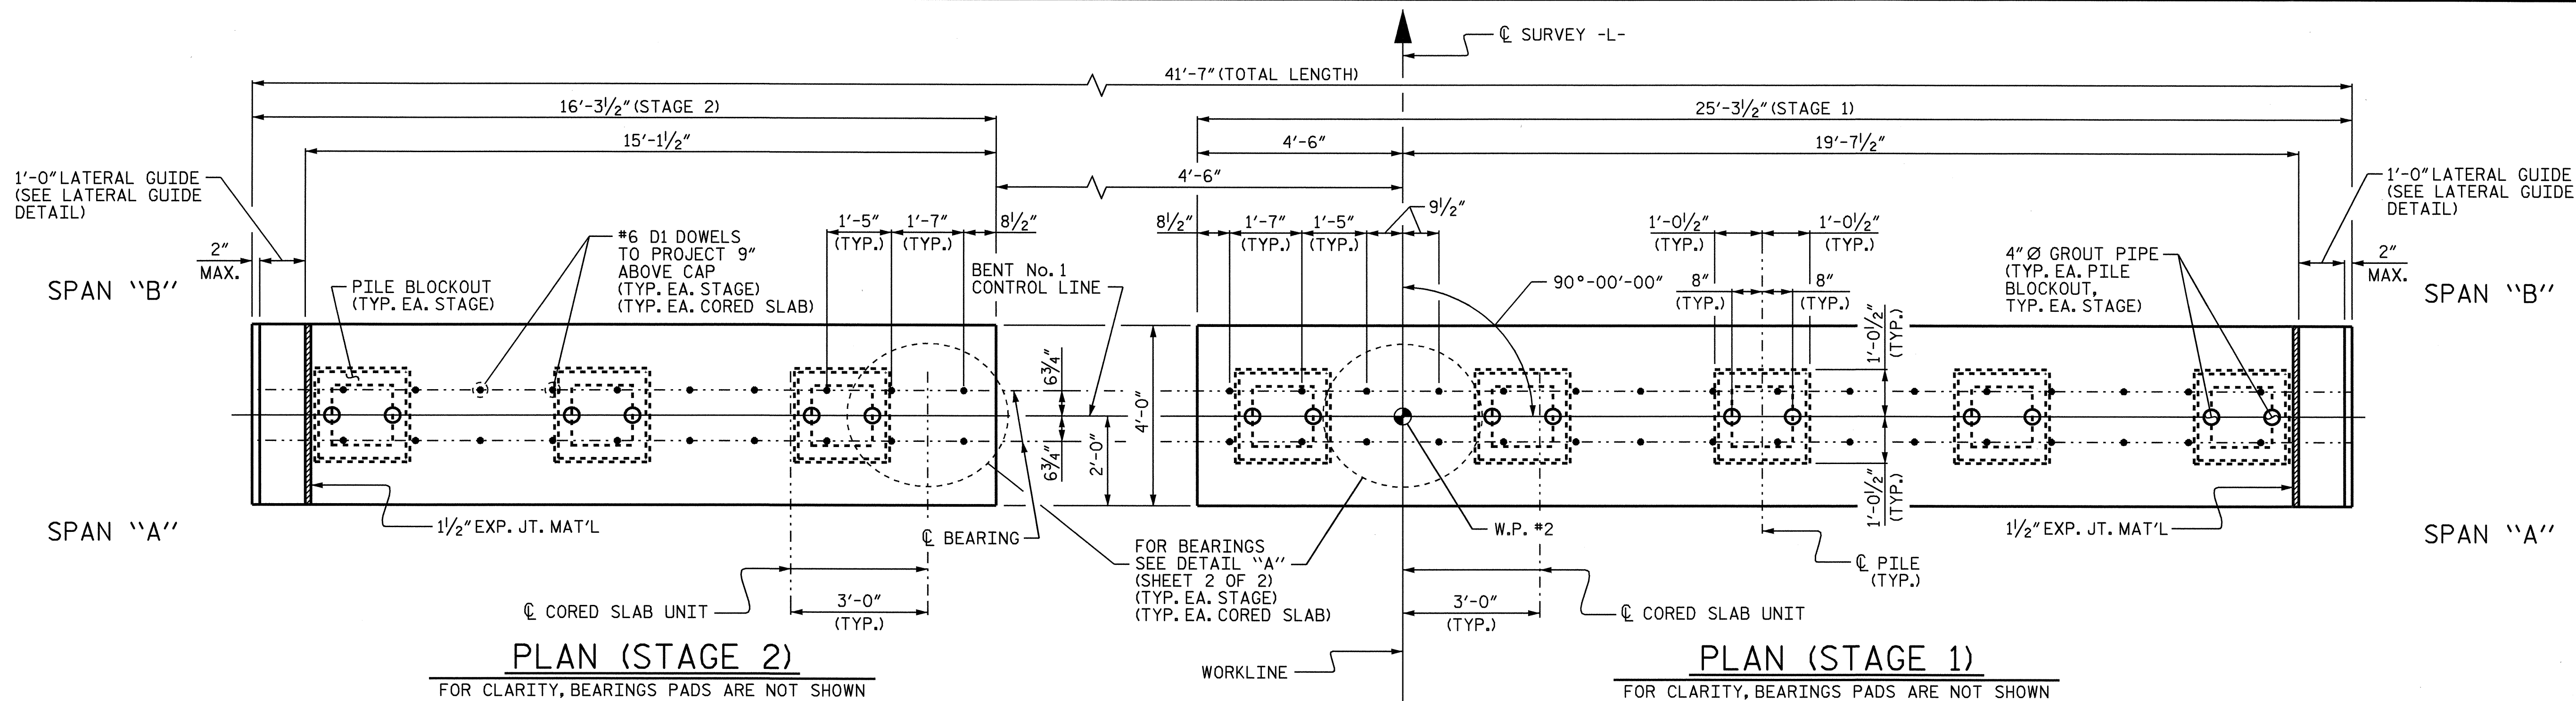 ℄ SURVEY -L-
41'-7" (TOTAL LENGTH)
16'-3½" (STAGE 2)
25'-3½" (STAGE 1)
15'-1½"
4'-6"
19'-7½"
4'-6"
1'-0" LATERAL GUIDE
(SEE LATERAL GUIDE
DETAIL)
2"
MAX.
SPAN "B"
PILE BLOCKOUT
(TYP. EA. STAGE)
#6 D1 DOWELS
TO PROJECT 9"
ABOVE CAP
(TYP. EA. STAGE)
(TYP. EA. CORED SLAB)
1'-5"
(TYP.)
1'-7"
(TYP.)
8½"
BENT No. 1
CONTROL LINE
8½"
1'-7"
(TYP.)
1'-5"
(TYP.)
9½"
90°-00'-00"
1'-0½"
(TYP.)
1'-0½"
(TYP.)
8"
(TYP.)
8"
(TYP.)
4" Ø GROUT PIPE
(TYP. EA. PILE
BLOCKOUT,
TYP. EA. STAGE)
1'-0" LATERAL GUIDE
(SEE LATERAL GUIDE
DETAIL)
2"
MAX.
SPAN "B"
6¾"
6¾"
2'-0"
4'-0"
1'-0½"
(TYP.)
1'-0½"
(TYP.)
SPAN "A"
1½" EXP. JT. MAT'L
℄ BEARING
FOR BEARINGS
SEE DETAIL "A"
(SHEET 2 OF 2)
(TYP. EA. STAGE)
(TYP. EA. CORED SLAB)
W.P. #2
1½" EXP. JT. MAT'L
SPAN "A"
℄ PILE
(TYP.)
℄ CORED SLAB UNIT
3'-0"
(TYP.)
3'-0"
(TYP.)
℄ CORED SLAB UNIT
WORKLINE
PLAN (STAGE 2)
FOR CLARITY, BEARINGS PADS ARE NOT SHOWN
PLAN (STAGE 1)
FOR CLARITY, BEARINGS PADS ARE NOT SHOWN